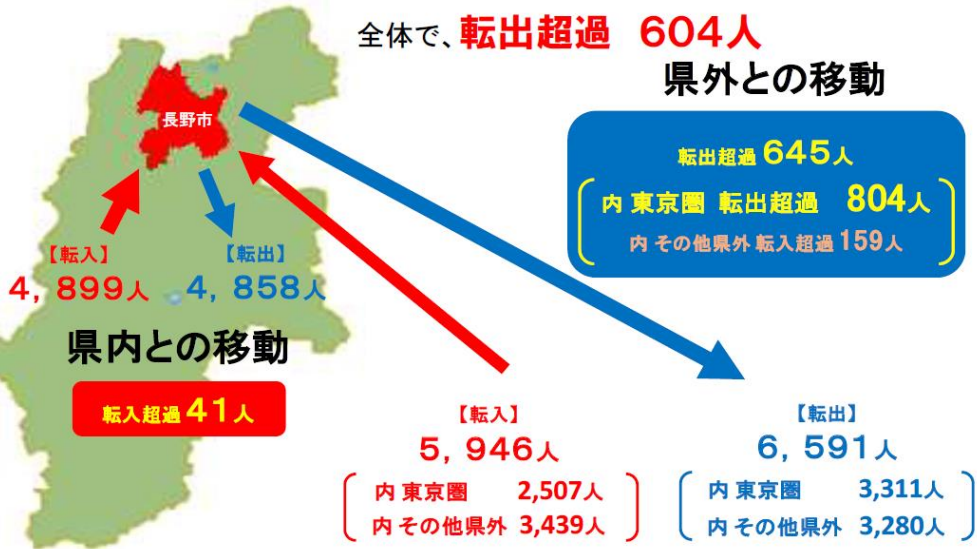 全体で、転出超過 604人
県外との移動
長野市
転出超過645人
内 東京圏 転出超過 804人
内 その他県外 転入超過159人
【転入】
4,899人
【転出】
4,858人
県内との移動
転入超過41人
【転入】
5,946人
内 東京圏 2,507人
内 その他県外 3,439人
【転出】
6,591人
内 東京圏 3,311人
内 その他県外 3,280人